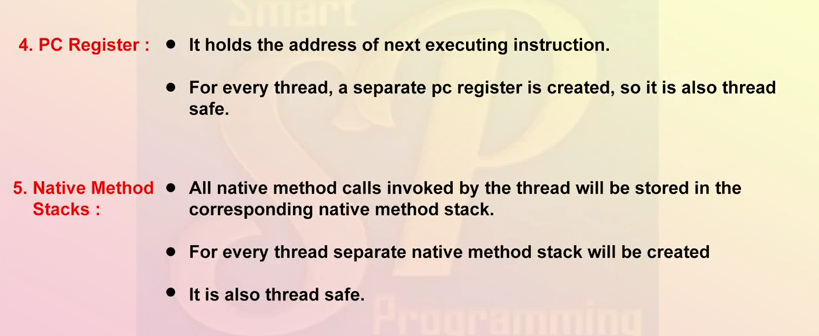 Smart
4. PC Register : • It holds the address of next executing instruction.
• For every thread, a separate pc register is created, so it is also thread
safe.
5. Native Method • All native method calls invoked by the thread will be stored in the
Stacks : corresponding native method stack.
• For every thread separate native method stack will be created
• It is also thread safe.
SP
Programming